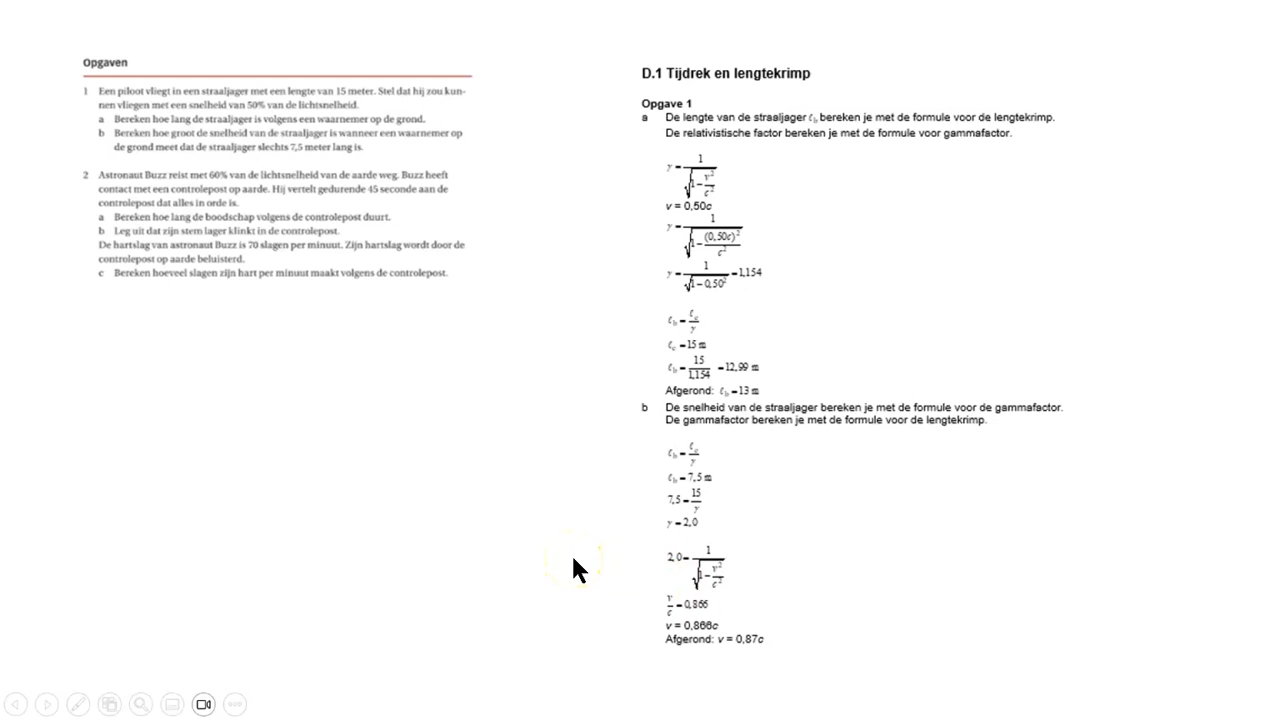 Opgaven
1 Een piloot vliegt in een straaljager met een lengte van 15 meter. Stel dat hij zou kun-
nen vliegen met een snelheid van 50% van de lichtsnelheid.
a Bereken hoe lang de straaljager is volgens een waarnemer op de grond.
b Bereken hoe groot de snelheid van de straaljager is wanneer een waarnemer op
de grond meet dat de straaljager slechts 7,5 meter lang is.
2 Astronaut Buzz reist met 60% van de lichtsnelheid van de aarde weg. Buzz heeft
contact met een controlepost op aarde. Hij vertelt gedurende 45 seconde aan de
controlepost dat alles in orde is.
a Bereken hoe lang de boodschap volgens de controlepost duurt.
b Leg uit dat zijn stem lager klinkt in de controlepost.
De hartslag van astronaut Buzz is 70 slagen per minuut. Zijn hartslag wordt door de
controlepost op aarde beluisterd.
c Bereken hoeveel slagen zijn hart per minuut maakt volgens de controlepost.
D.1 Tijdrek en lengtekrimp
Opgave 1
a De lengte van de straaljager ℓ_b bereken je met de formule voor de lengtekrimp.
De relativistische factor bereken je met de formule voor gammafactor.
γ = 1/√(1 − v²/c²)
v = 0,50c
γ = 1/√(1 − (0,50c)²/c²)
γ = 1/√(1 − 0,50²) = 1,154
ℓ_b = ℓ_e/γ
ℓ_e = 15 m
ℓ_b = 15/1,154 = 12,99 m
Afgerond: ℓ_b = 13 m
b De snelheid van de straaljager bereken je met de formule voor de gammafactor.
De gammafactor bereken je met de formule voor de lengtekrimp.
ℓ_b = ℓ_e/γ
ℓ_b = 7,5 m
7,5 = 15/γ
γ = 2,0
2,0 = 1/√(1 − v²/c²)
v/c = 0,866
v = 0,866c
Afgerond: v = 0,87c